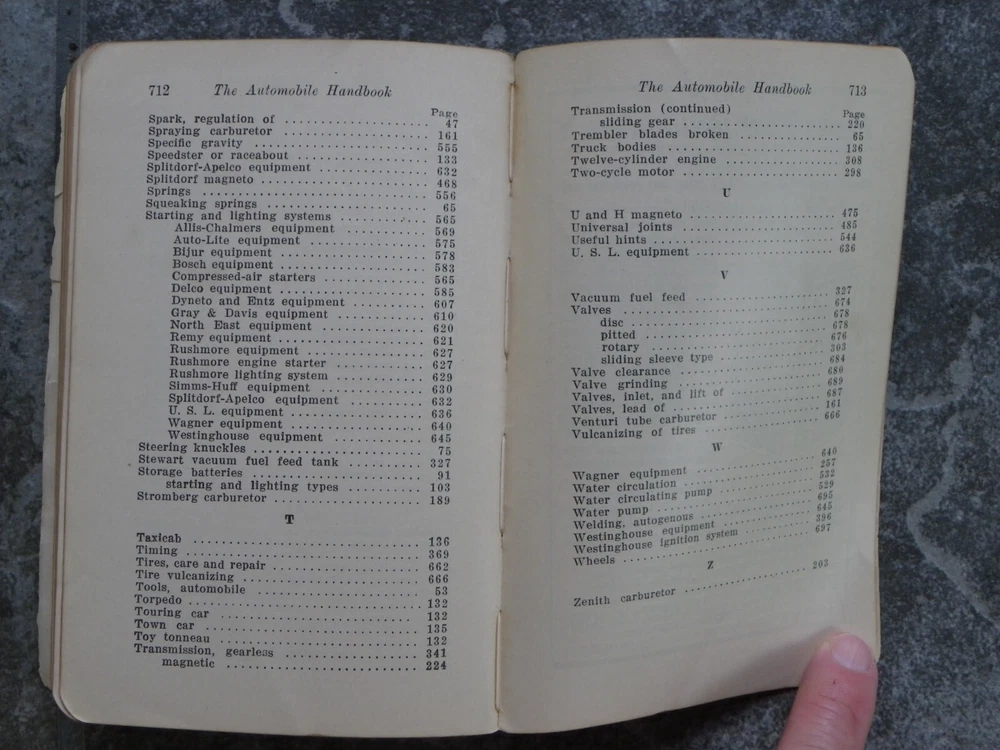 712 The Automobile Handbook
Page
Spark, regulation of 47
Spraying carburetor 161
Specific gravity 555
Speedster or raceabout 133
Splitdorf-Apelco equipment 632
Splitdorf magneto 468
Springs 556
Squeaking springs 65
Starting and lighting systems 565
Allis-Chalmers equipment 569
Auto-Lite equipment 575
Bijur equipment 578
Bosch equipment 583
Compressed-air starters 565
Delco equipment 585
Dyneto and Entz equipment 607
Gray & Davis equipment 610
North East equipment 620
Remy equipment 621
Rushmore equipment 627
Rushmore engine starter 627
Rushmore lighting system 629
Simms-Huff equipment 630
Splitdorf-Apelco equipment 632
U. S. L. equipment 636
Wagner equipment 640
Westinghouse equipment 645
Steering knuckles 75
Stewart vacuum fuel feed tank 327
Storage batteries 91
starting and lighting types 103
Stromberg carburetor 189
T
Taxicab 136
Timing 369
Tires, care and repair 662
Tire vulcanizing 666
Tools, automobile 53
Torpedo 132
Touring car 132
Town car 135
Toy tonneau 132
Transmission, gearless 341
magnetic 224
The Automobile Handbook 713
Transmission (continued) Page
sliding gear 220
Trembler blades broken 65
Truck bodies 136
Twelve-cylinder engine 308
Two-cycle motor 298
U
U and H magneto 475
Universal joints 485
Useful hints 544
U. S. L. equipment 636
V
Vacuum fuel feed 327
Valves 674
disc 678
pitted 678
rotary 676
sliding sleeve type 303
Valve clearance 684
Valve grinding 680
Valves, inlet, and lift of 689
Valves, lead of 687
Venturi tube carburetor 161
Vulcanizing of tires 666
W
Wagner equipment 640
Water circulation 257
Water circulating pump 532
Water pump 529
Welding, autogenous 695
Westinghouse equipment 645
Westinghouse ignition system 396
Wheels 697
Z
Zenith carburetor 203